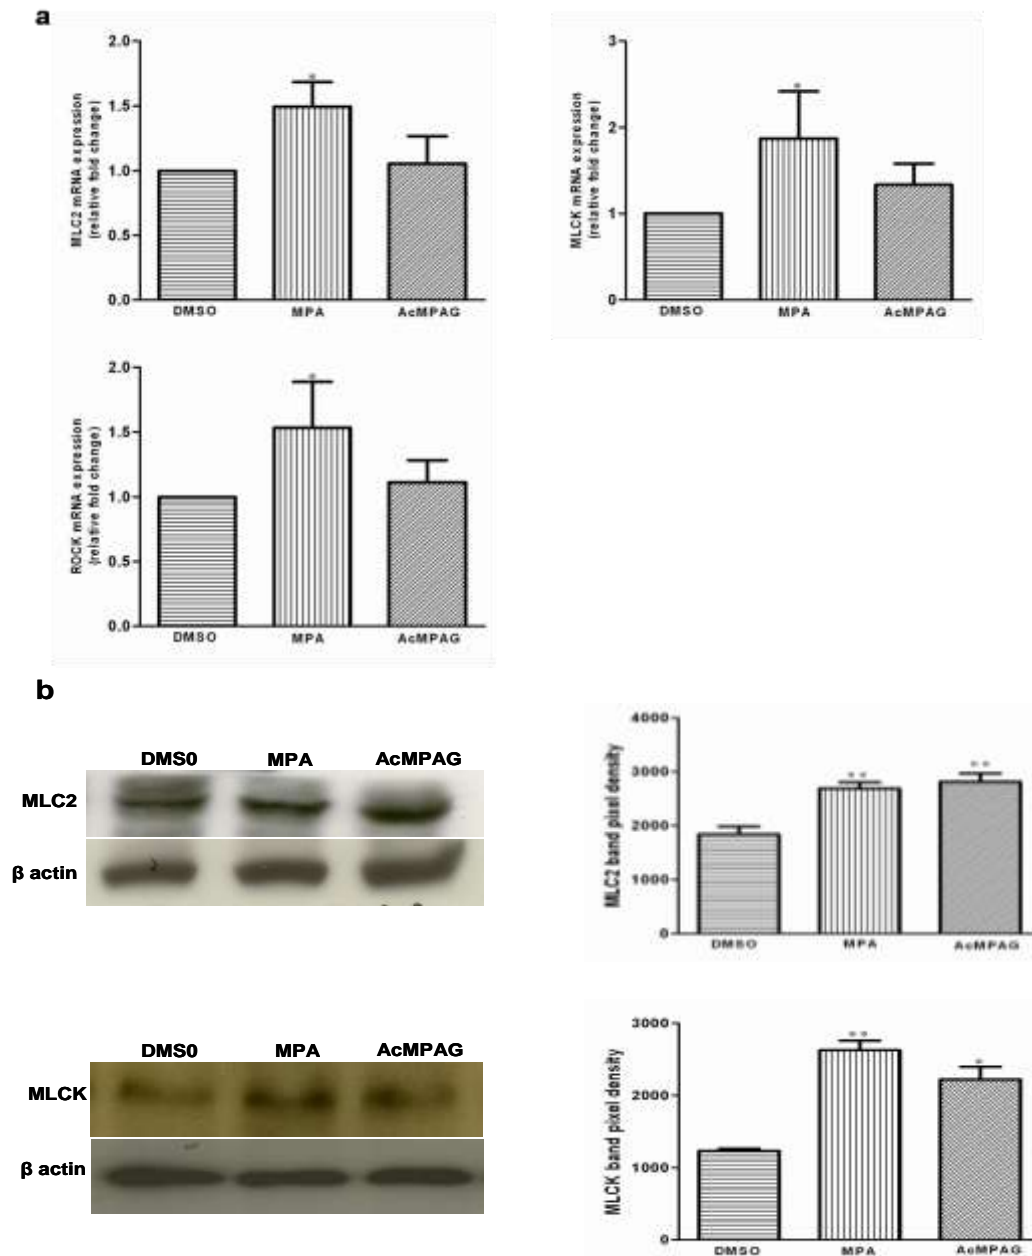 a
2.0
1.5
1.0
0.5
0.0
MLC2 mRNA expression
(relative fold change)
DMSO MPA AcMPAG
*
3
2
1
0
MLCK mRNA expression
(relative fold change)
DMSO MPA AcMPAG
*
2.0
1.5
1.0
0.5
0.0
ROCK mRNA expression
(relative fold change)
DMSO MPA AcMPAG
*
b
DMS0 MPA AcMPAG
MLC2
β actin
4000
3000
2000
1000
0
MLC2 band pixel density
DMSO MPA AcMPAG
** **
DMS0 MPA AcMPAG
MLCK
β actin
3000
2000
1000
0
MLCK band pixel density
DMSO MPA AcMPAG
** *